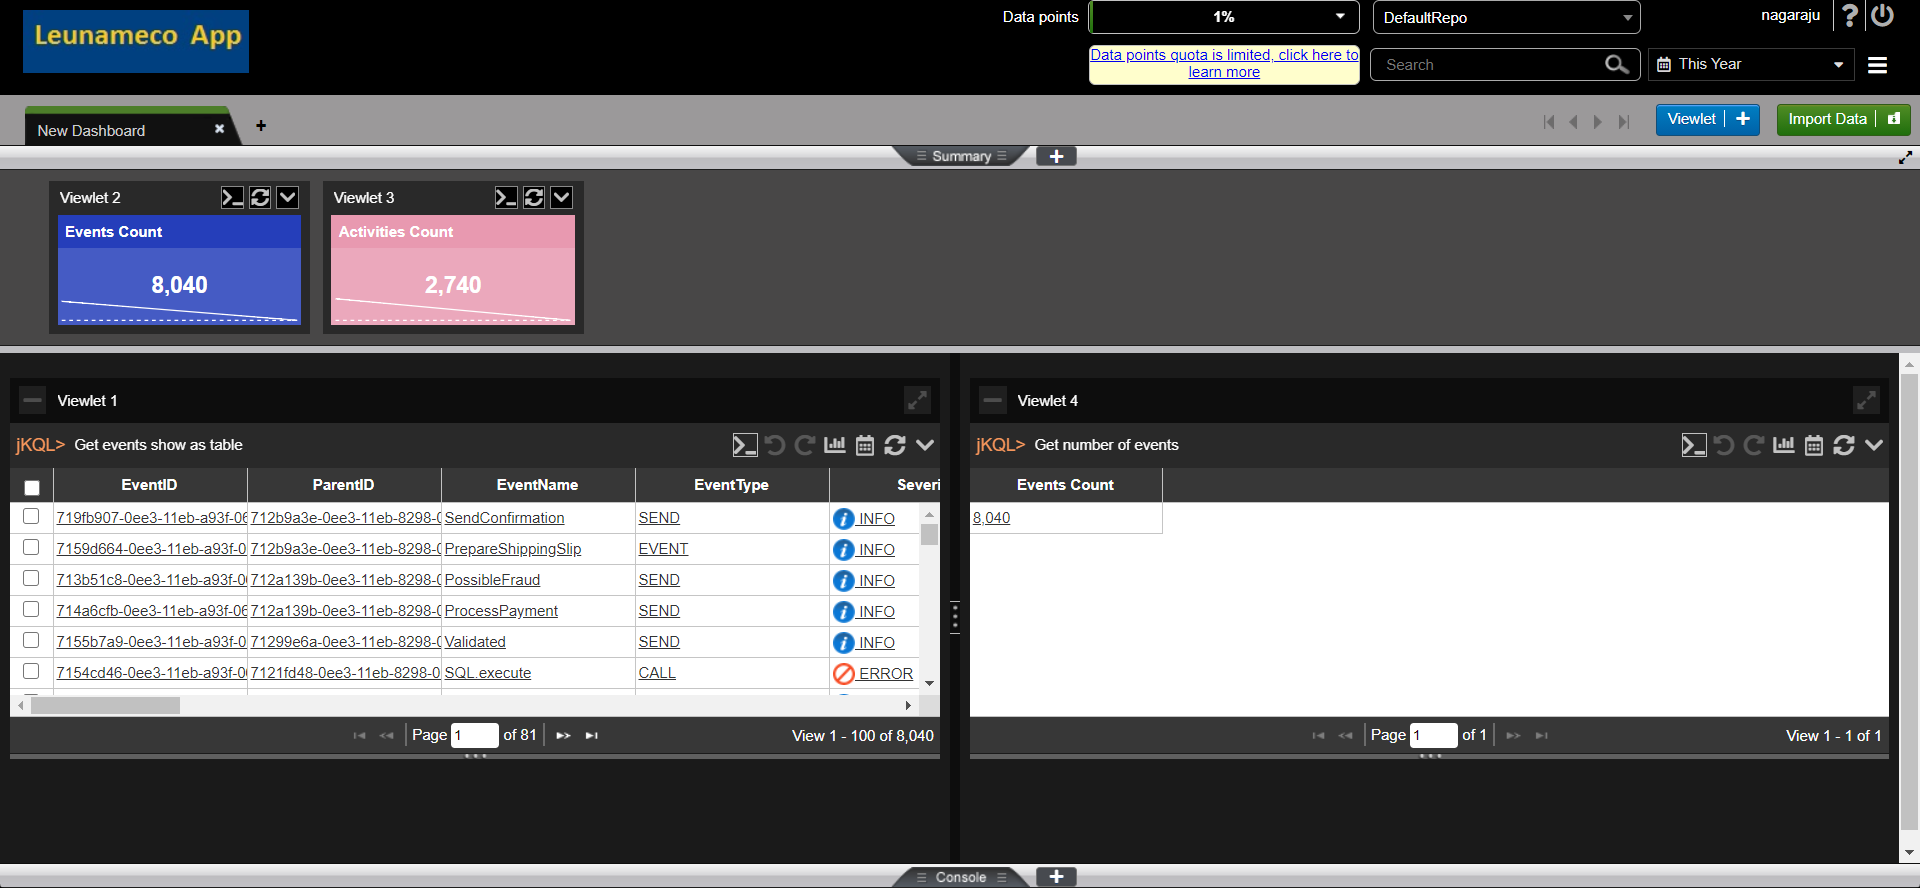 Leunameco App
Data points 1% DefaultRepo nagaraju ?
Data points quota is limited, click here to
learn more
Search This Year
New Dashboard
Viewlet + Import Data
Summary
Viewlet 2
Events Count
8,040
Viewlet 3
Activities Count
2,740
Viewlet 1
jKQL> Get events show as table
EventID ParentID EventName EventType
719fb907-0ee3-11eb-a93f-06 712b9a3e-0ee3-11eb-8298-0 SendConfirmation SEND INFO
7159d664-0ee3-11eb-a93f-0 712b9a3e-0ee3-11eb-8298-0 PrepareShippingSlip EVENT INFO
713b51c8-0ee3-11eb-a93f-0 712a139b-0ee3-11eb-8298-0 PossibleFraud SEND INFO
714a6cfb-0ee3-11eb-a93f-06 712a139b-0ee3-11eb-8298-0 ProcessPayment SEND INFO
7155b7a9-0ee3-11eb-a93f-0 71299e6a-0ee3-11eb-8298-0 Validated SEND INFO
7154cd46-0ee3-11eb-a93f-0 7121fd48-0ee3-11eb-8298-0 SQL.execute CALL ERROR
Page 1 of 81 View 1 - 100 of 8,040
Viewlet 4
jKQL> Get number of events
Events Count
8,040
Page 1 of 1 View 1 - 1 of 1
Console